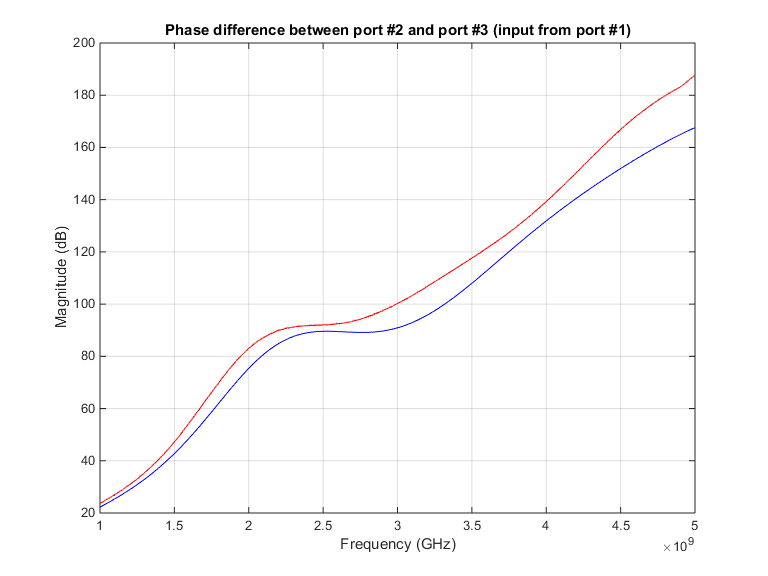 Phase difference between port #2 and port #3 (input from port #1)
200
180
160
140
120
100
80
60
40
20
Magnitude (dB)
1 1.5 2 2.5 3 3.5 4 4.5 5
Frequency (GHz)
×10^9